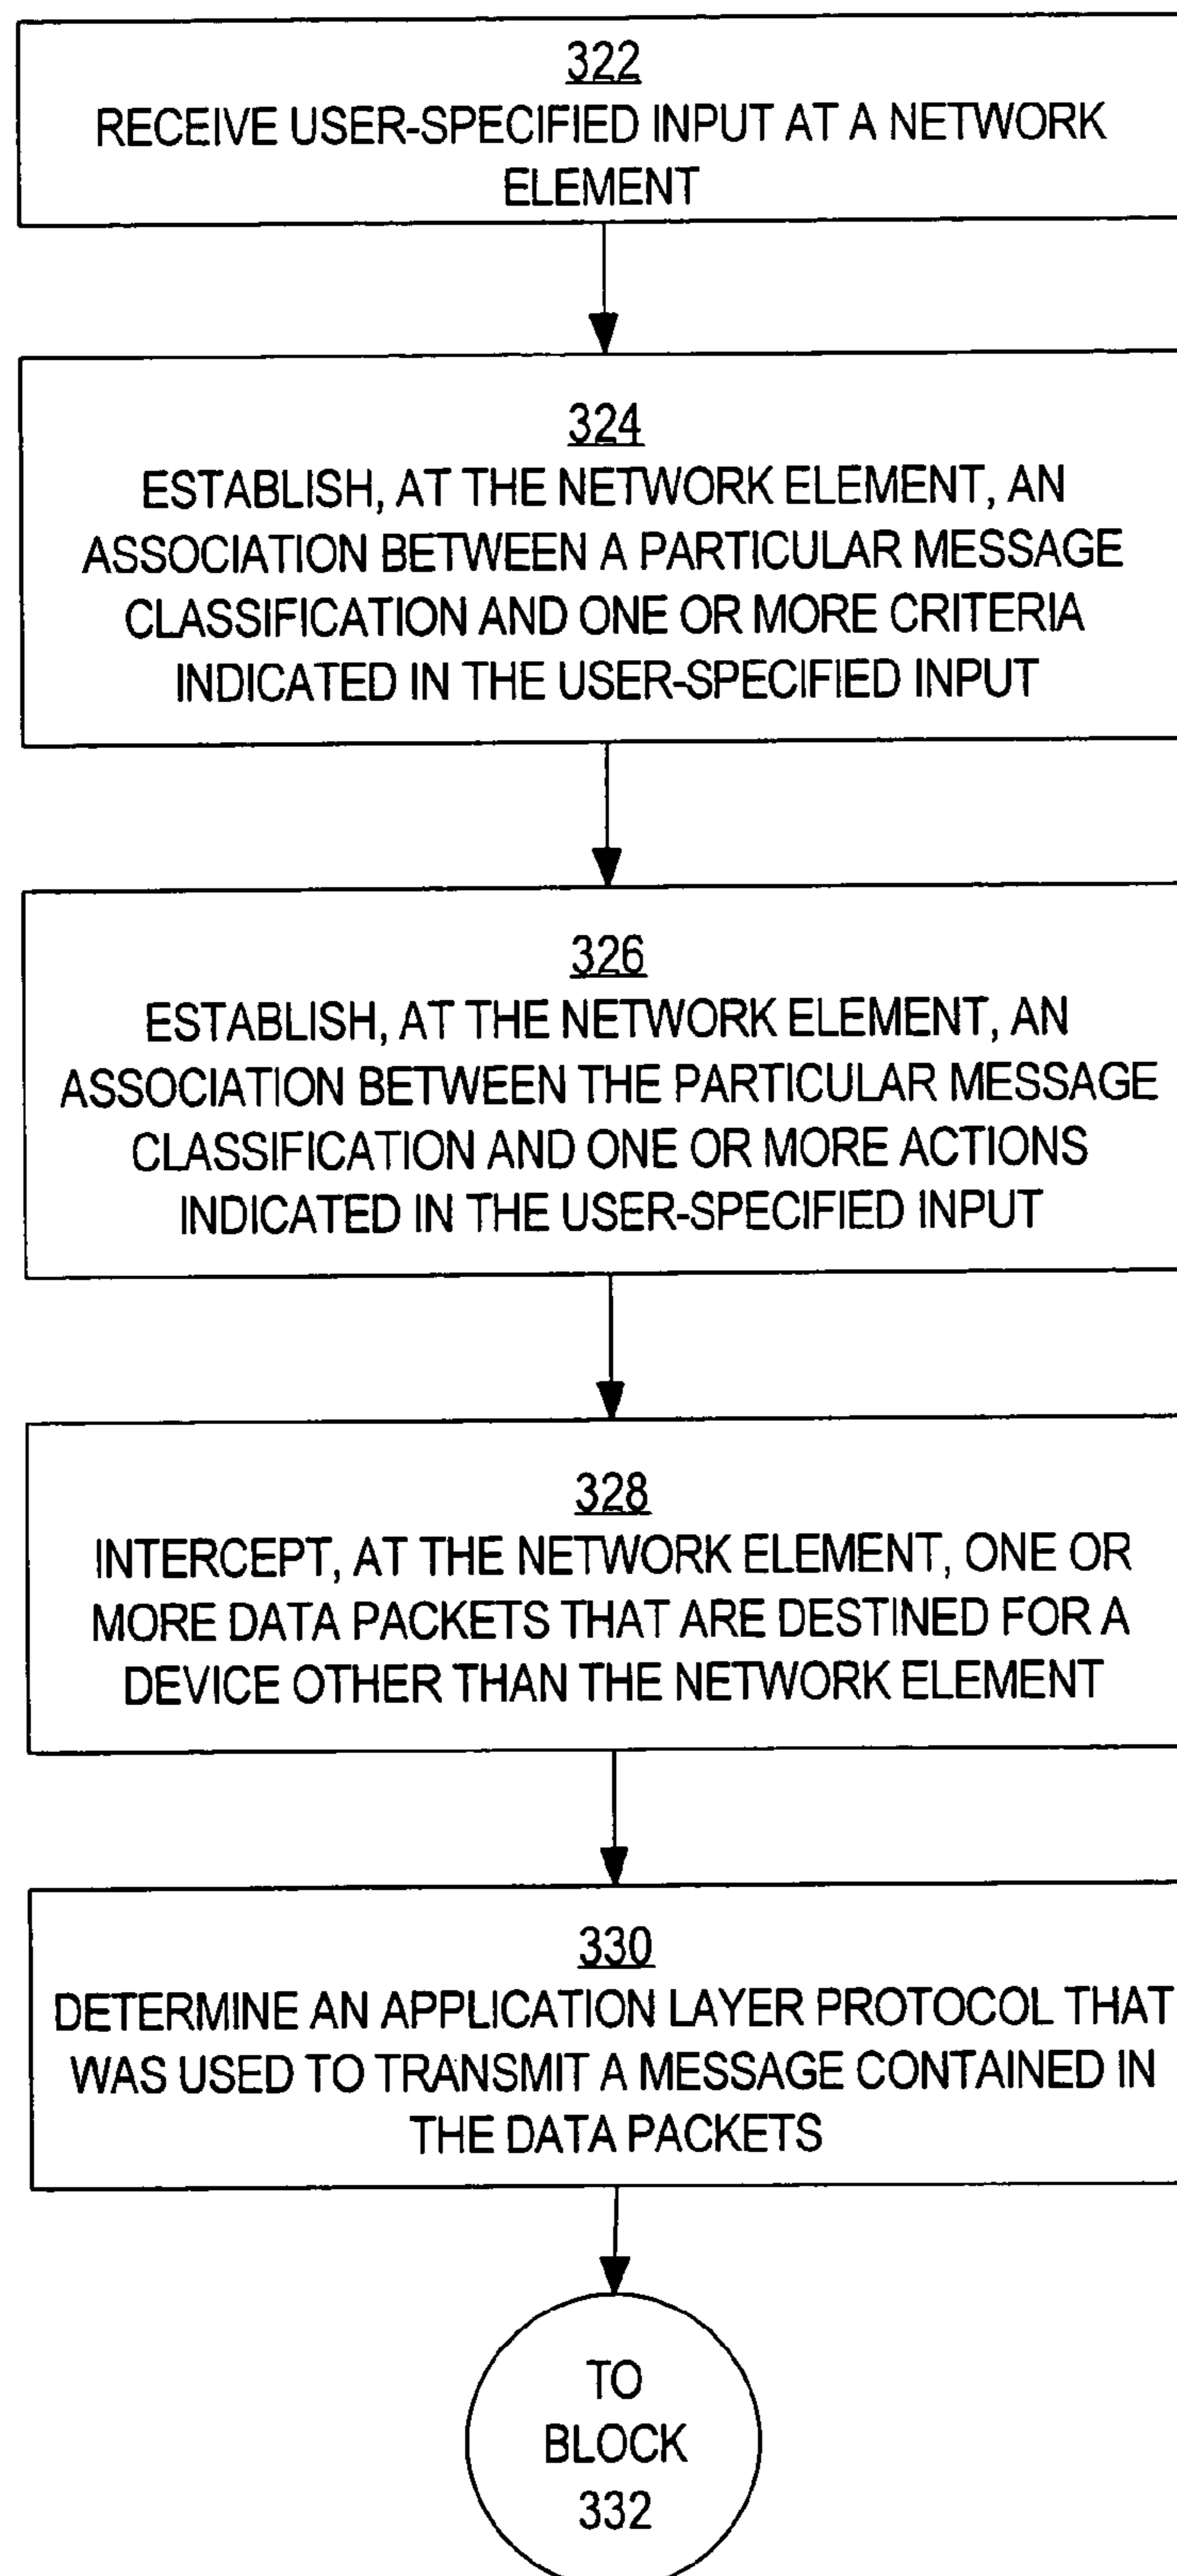 322
RECEIVE USER-SPECIFIED INPUT AT A NETWORK
ELEMENT
324
ESTABLISH, AT THE NETWORK ELEMENT, AN
ASSOCIATION BETWEEN A PARTICULAR MESSAGE
CLASSIFICATION AND ONE OR MORE CRITERIA
INDICATED IN THE USER-SPECIFIED INPUT
326
ESTABLISH, AT THE NETWORK ELEMENT, AN
ASSOCIATION BETWEEN THE PARTICULAR MESSAGE
CLASSIFICATION AND ONE OR MORE ACTIONS
INDICATED IN THE USER-SPECIFIED INPUT
328
INTERCEPT, AT THE NETWORK ELEMENT, ONE OR
MORE DATA PACKETS THAT ARE DESTINED FOR A
DEVICE OTHER THAN THE NETWORK ELEMENT
330
DETERMINE AN APPLICATION LAYER PROTOCOL THAT
WAS USED TO TRANSMIT A MESSAGE CONTAINED IN
THE DATA PACKETS
TO
BLOCK
332